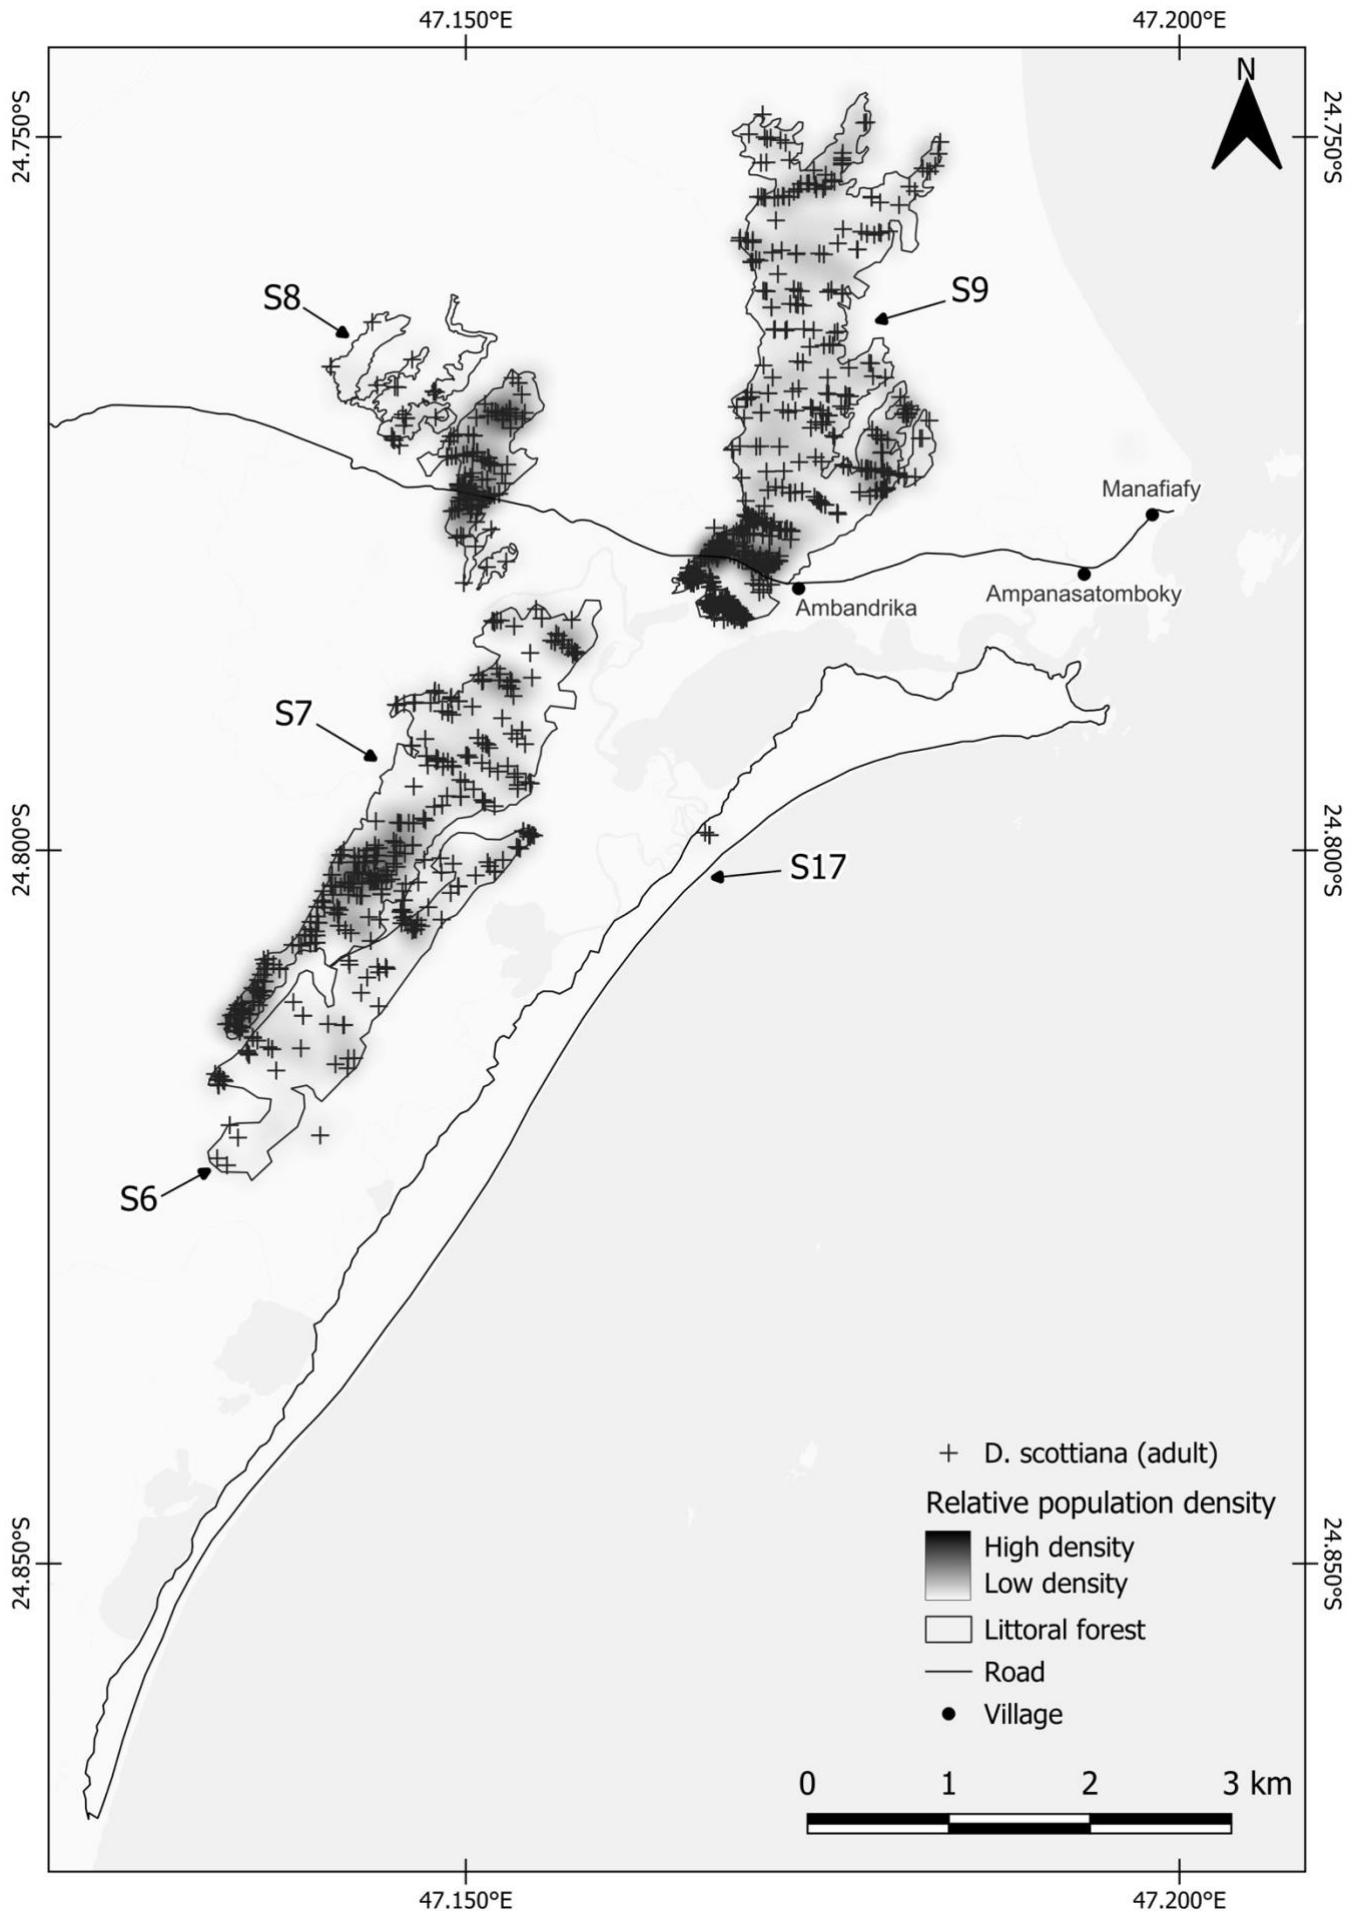 47.150°E 47.200°E
N
24.750°S 24.750°S
S8
S9
Manafiafy
Ampanasatomboky
Ambandrika
S7
24.800°S 24.800°S
S17
S6
D. scottiana (adult)
Relative population density
High density
Low density
24.850°S 24.850°S
Littoral forest
Road
Village
0 1 2 3 km
47.150°E 47.200°E